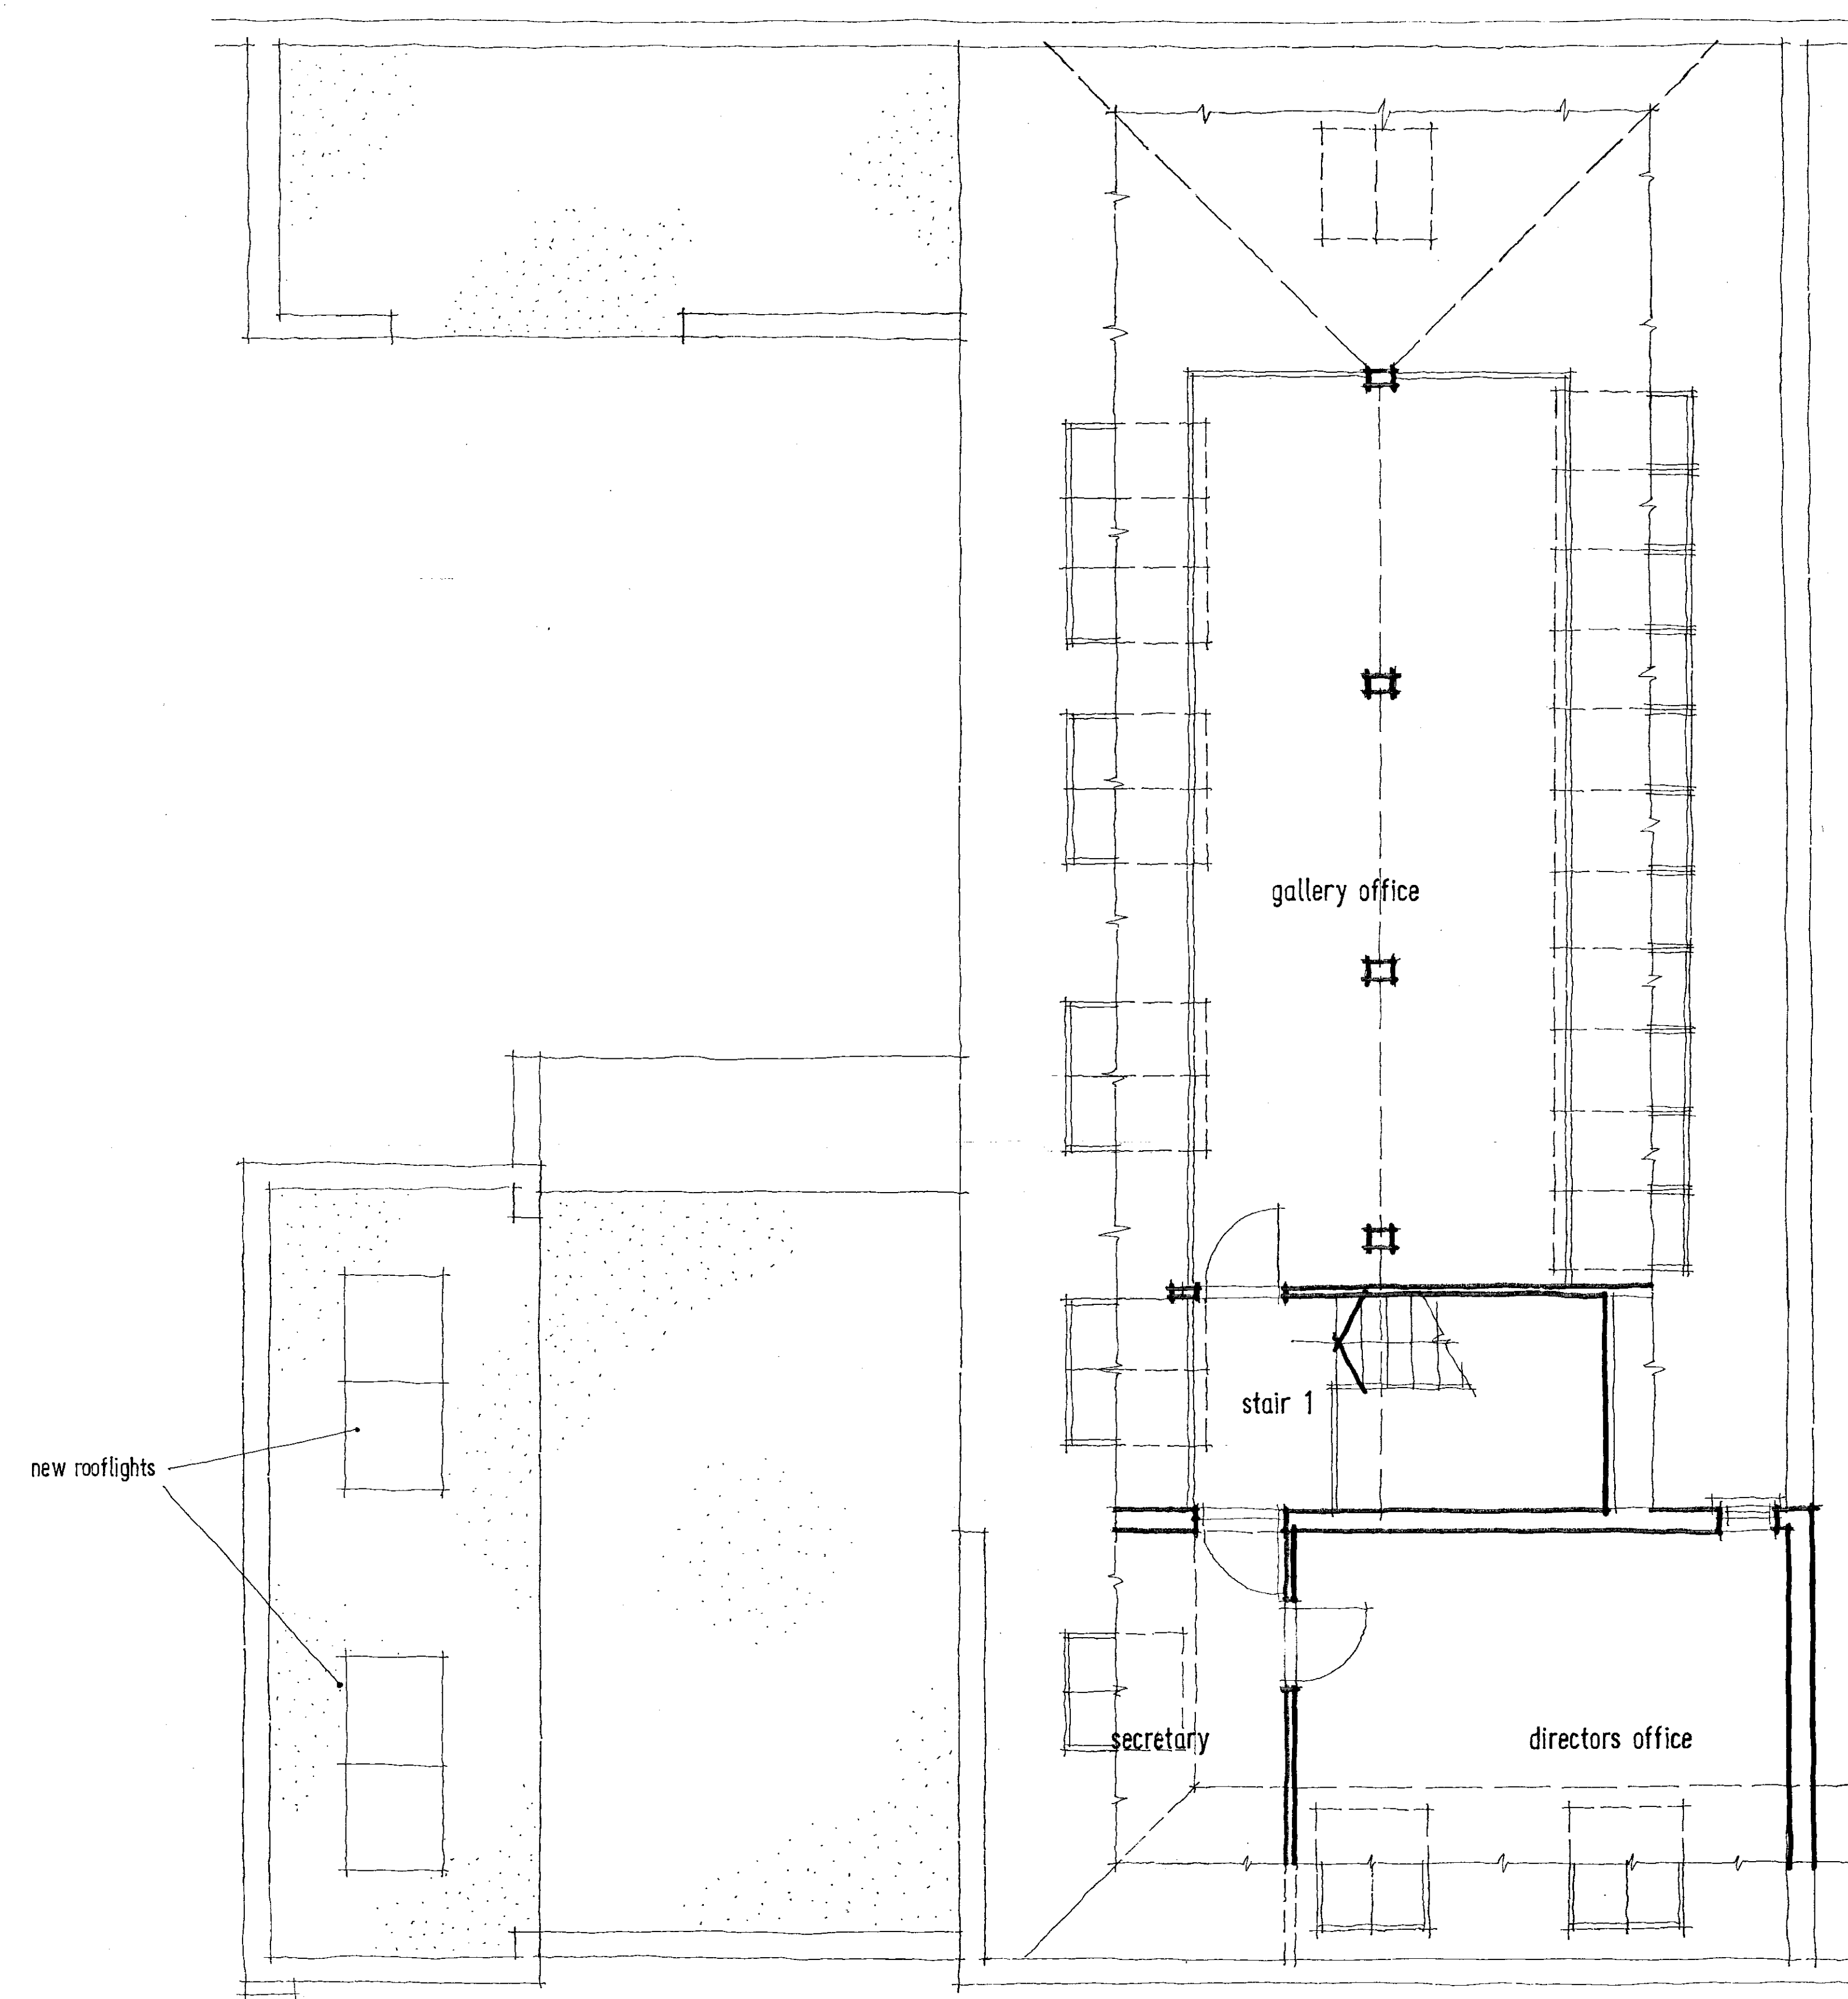 gallery office
stair 1
new rooflights
secretary
directors office